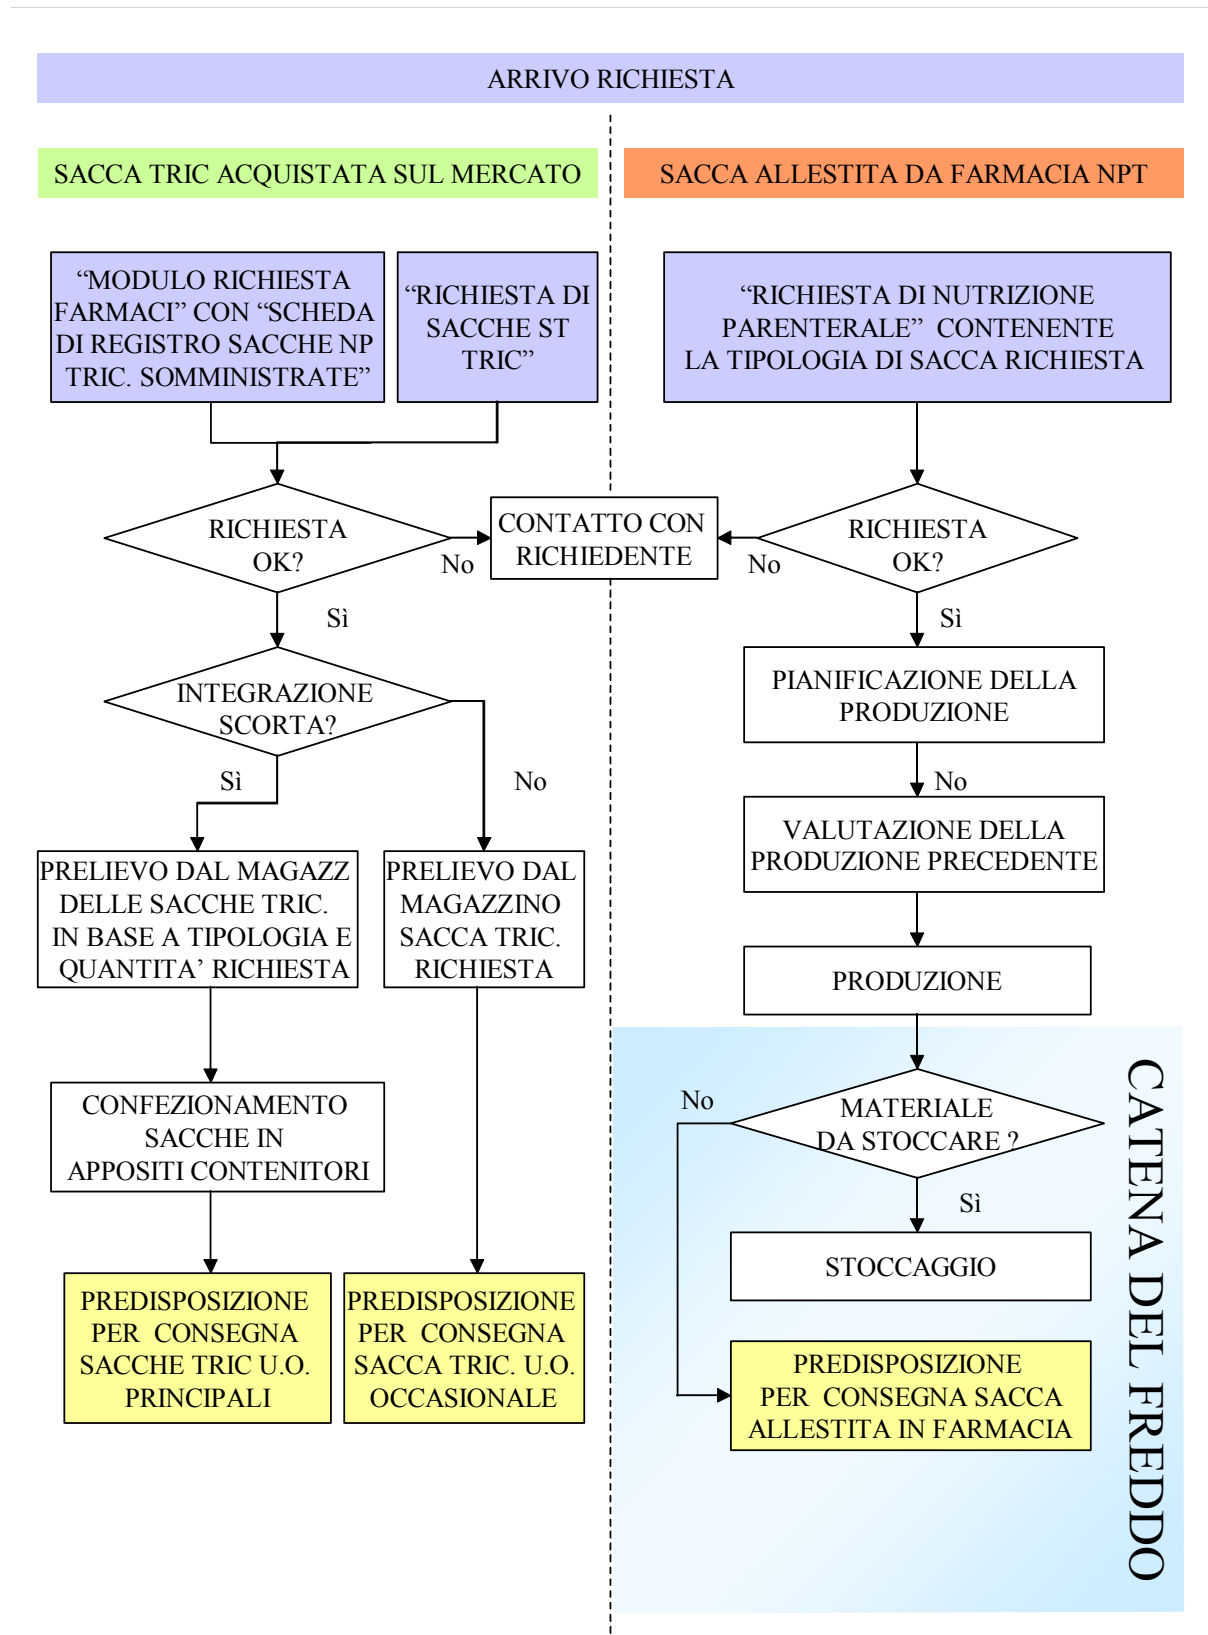 ARRIVO RICHIESTA
SACCA TRIC ACQUISTATA SUL MERCATO
SACCA ALLESTITA DA FARMACIA NPT
“MODULO RICHIESTA
FARMACI” CON “SCHEDA
DI REGISTRO SACCHE NP
TRIC. SOMMINISTRATE”
“RICHIESTA DI
SACCHE ST
TRIC”
“RICHIESTA DI NUTRIZIONE
PARENTERALE” CONTENENTE
LA TIPOLOGIA DI SACCA RICHIESTA
RICHIESTA
OK?
No
CONTATTO CON
RICHIEDENTE
No
RICHIESTA
OK?
Sì
Sì
INTEGRAZIONE
SCORTA?
PIANIFICAZIONE DELLA
PRODUZIONE
Sì
No
No
VALUTAZIONE DELLA
PRODUZIONE PRECEDENTE
PRELIEVO DAL MAGAZZ
DELLE SACCHE TRIC.
IN BASE A TIPOLOGIA E
QUANTITA’ RICHIESTA
PRELIEVO DAL
MAGAZZINO
SACCA TRIC.
RICHIESTA
PRODUZIONE
CONFEZIONAMENTO
SACCHE IN
APPOSITI CONTENITORI
No
MATERIALE
DA STOCCARE ?
Sì
STOCCAGGIO
PREDISPOSIZIONE
PER CONSEGNA
SACCHE TRIC U.O.
PRINCIPALI
PREDISPOSIZIONE
PER CONSEGNA
SACCA TRIC. U.O.
OCCASIONALE
PREDISPOSIZIONE
PER CONSEGNA SACCA
ALLESTITA IN FARMACIA
CATENA DEL FREDDO